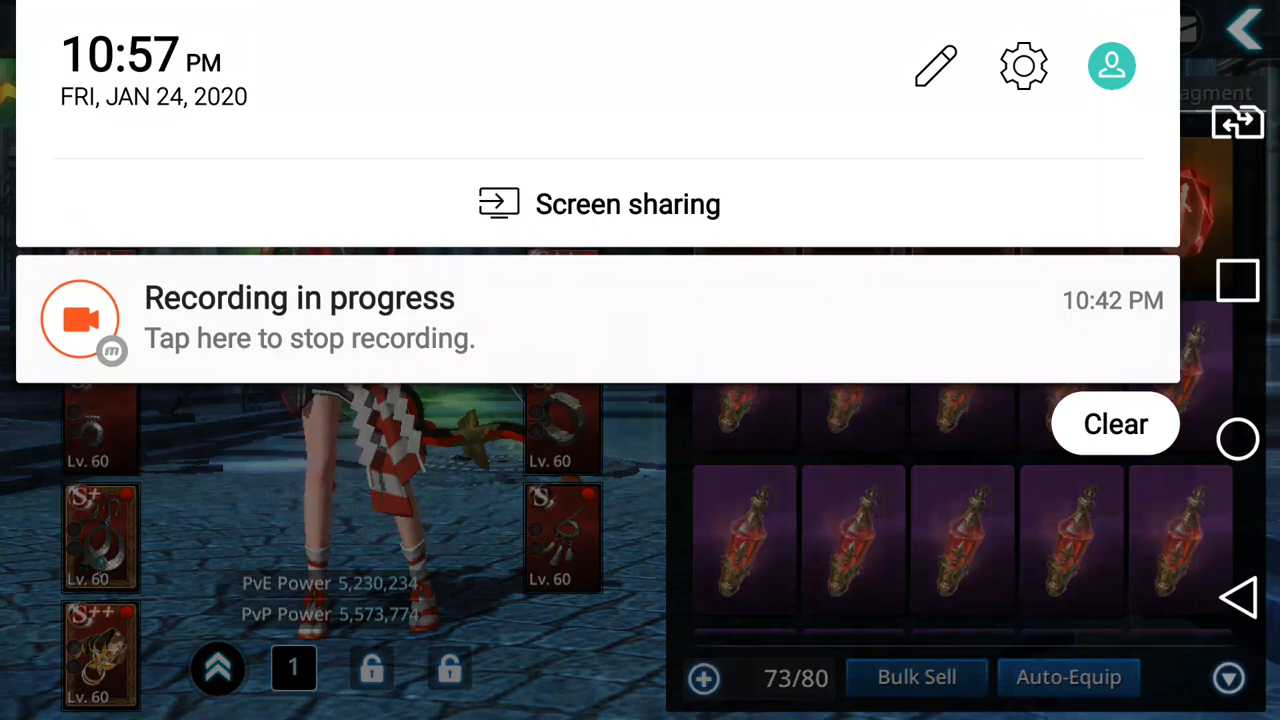 10:57 PM
FRI, JAN 24, 2020
agment
Screen sharing
Recording in progress
10:42 PM
Tap here to stop recording.
Clear
Lv. 60
Lv. 60
S+
S
Lv. 60
Lv. 60
PvE Power 5,230,234
PvP Power 5,573,774
S++
Lv. 60
1
73/80
Bulk Sell
Auto-Equip